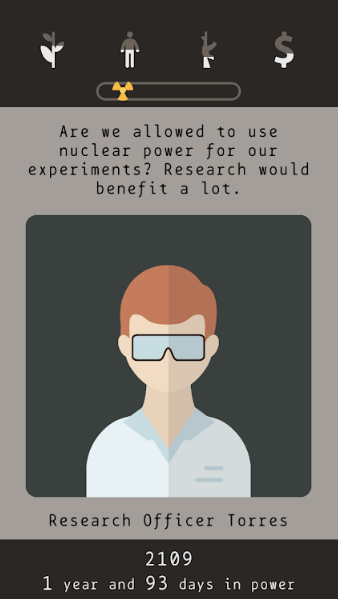 Are we allowed to use
nuclear power for our
experiments? Research would
benefit a lot.
Research Officer Torres
2109
1 year and 93 days in power